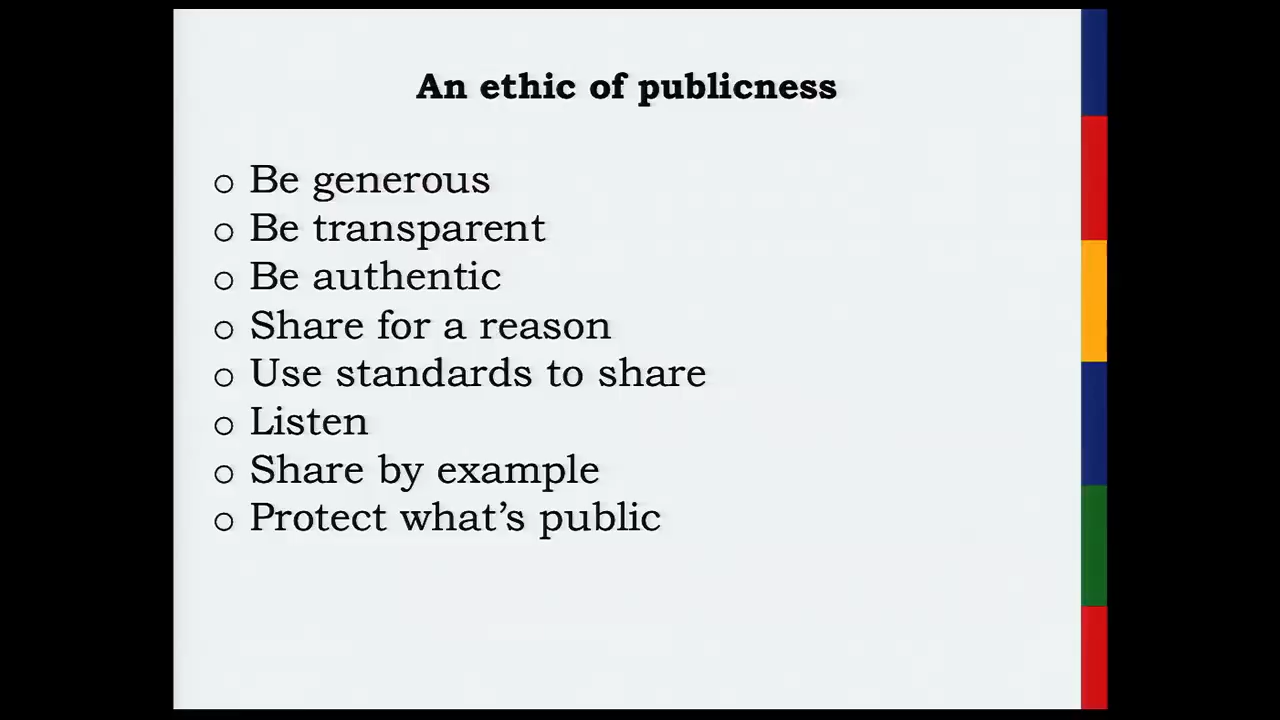 An ethic of publicness
o Be generous
o Be transparent
o Be authentic
o Share for a reason
o Use standards to share
o Listen
o Share by example
o Protect what’s public